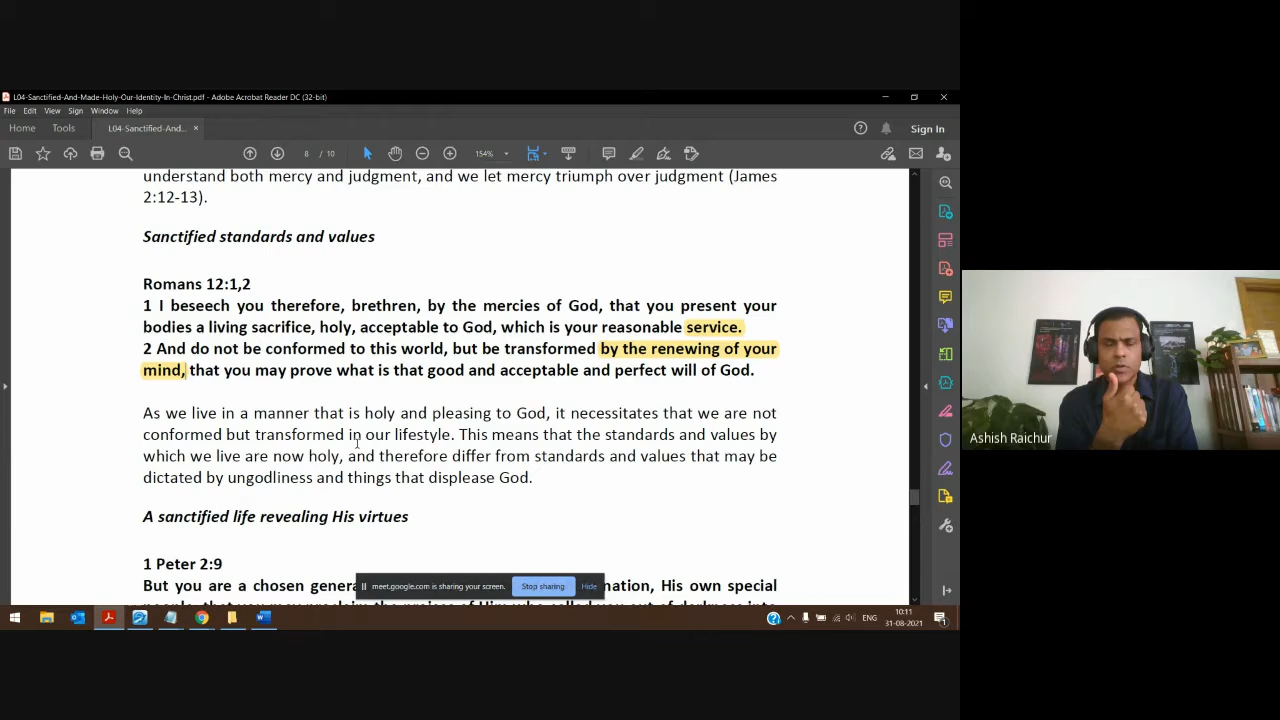 L04-Sanctified-And-Made-Holy-Our-Identity-In-Christ.pdf - Adobe Acrobat Reader DC (32-bit)
File Edit View Sign Window Help
Home Tools L04-Sanctified-And... × Sign In
8 / 10 154%
understand both mercy and judgment, and we let mercy triumph over judgment (James
2:12-13).
Sanctified standards and values
Romans 12:1,2
1 I beseech you therefore, brethren, by the mercies of God, that you present your
bodies a living sacrifice, holy, acceptable to God, which is your reasonable service.
2 And do not be conformed to this world, but be transformed by the renewing of your
mind, that you may prove what is that good and acceptable and perfect will of God.
As we live in a manner that is holy and pleasing to God, it necessitates that we are not
conformed but transformed in our lifestyle. This means that the standards and values by
which we live are now holy, and therefore differ from standards and values that may be
dictated by ungodliness and things that displease God.
A sanctified life revealing His virtues
1 Peter 2:9
But you are a chosen genera nation, His own special
meet.google.com is sharing your screen. Stop sharing Hide
ENG
10:11
31-08-2021
Ashish Raichur